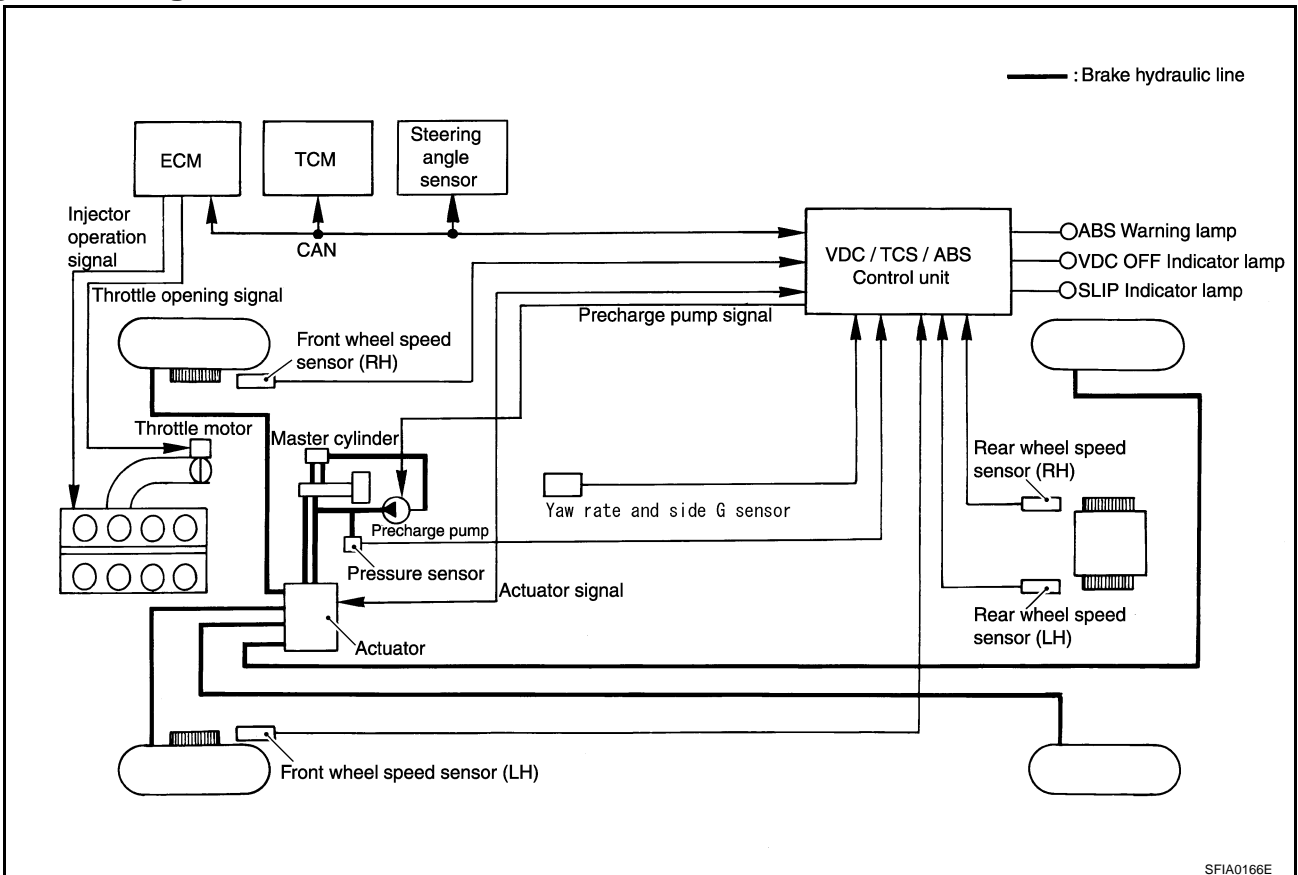 : Brake hydraulic line
ECM
TCM
Steering
angle
sensor
Injector
operation
signal
CAN
VDC / TCS / ABS
Control unit
ABS Warning lamp
VDC OFF Indicator lamp
SLIP Indicator lamp
Throttle opening signal
Precharge pump signal
Front wheel speed
sensor (RH)
Throttle motor
Master cylinder
Rear wheel speed
sensor (RH)
Yaw rate and side G sensor
Precharge pump
Pressure sensor
Actuator signal
Rear wheel speed
sensor (LH)
Actuator
Front wheel speed sensor (LH)
SFIA0166E